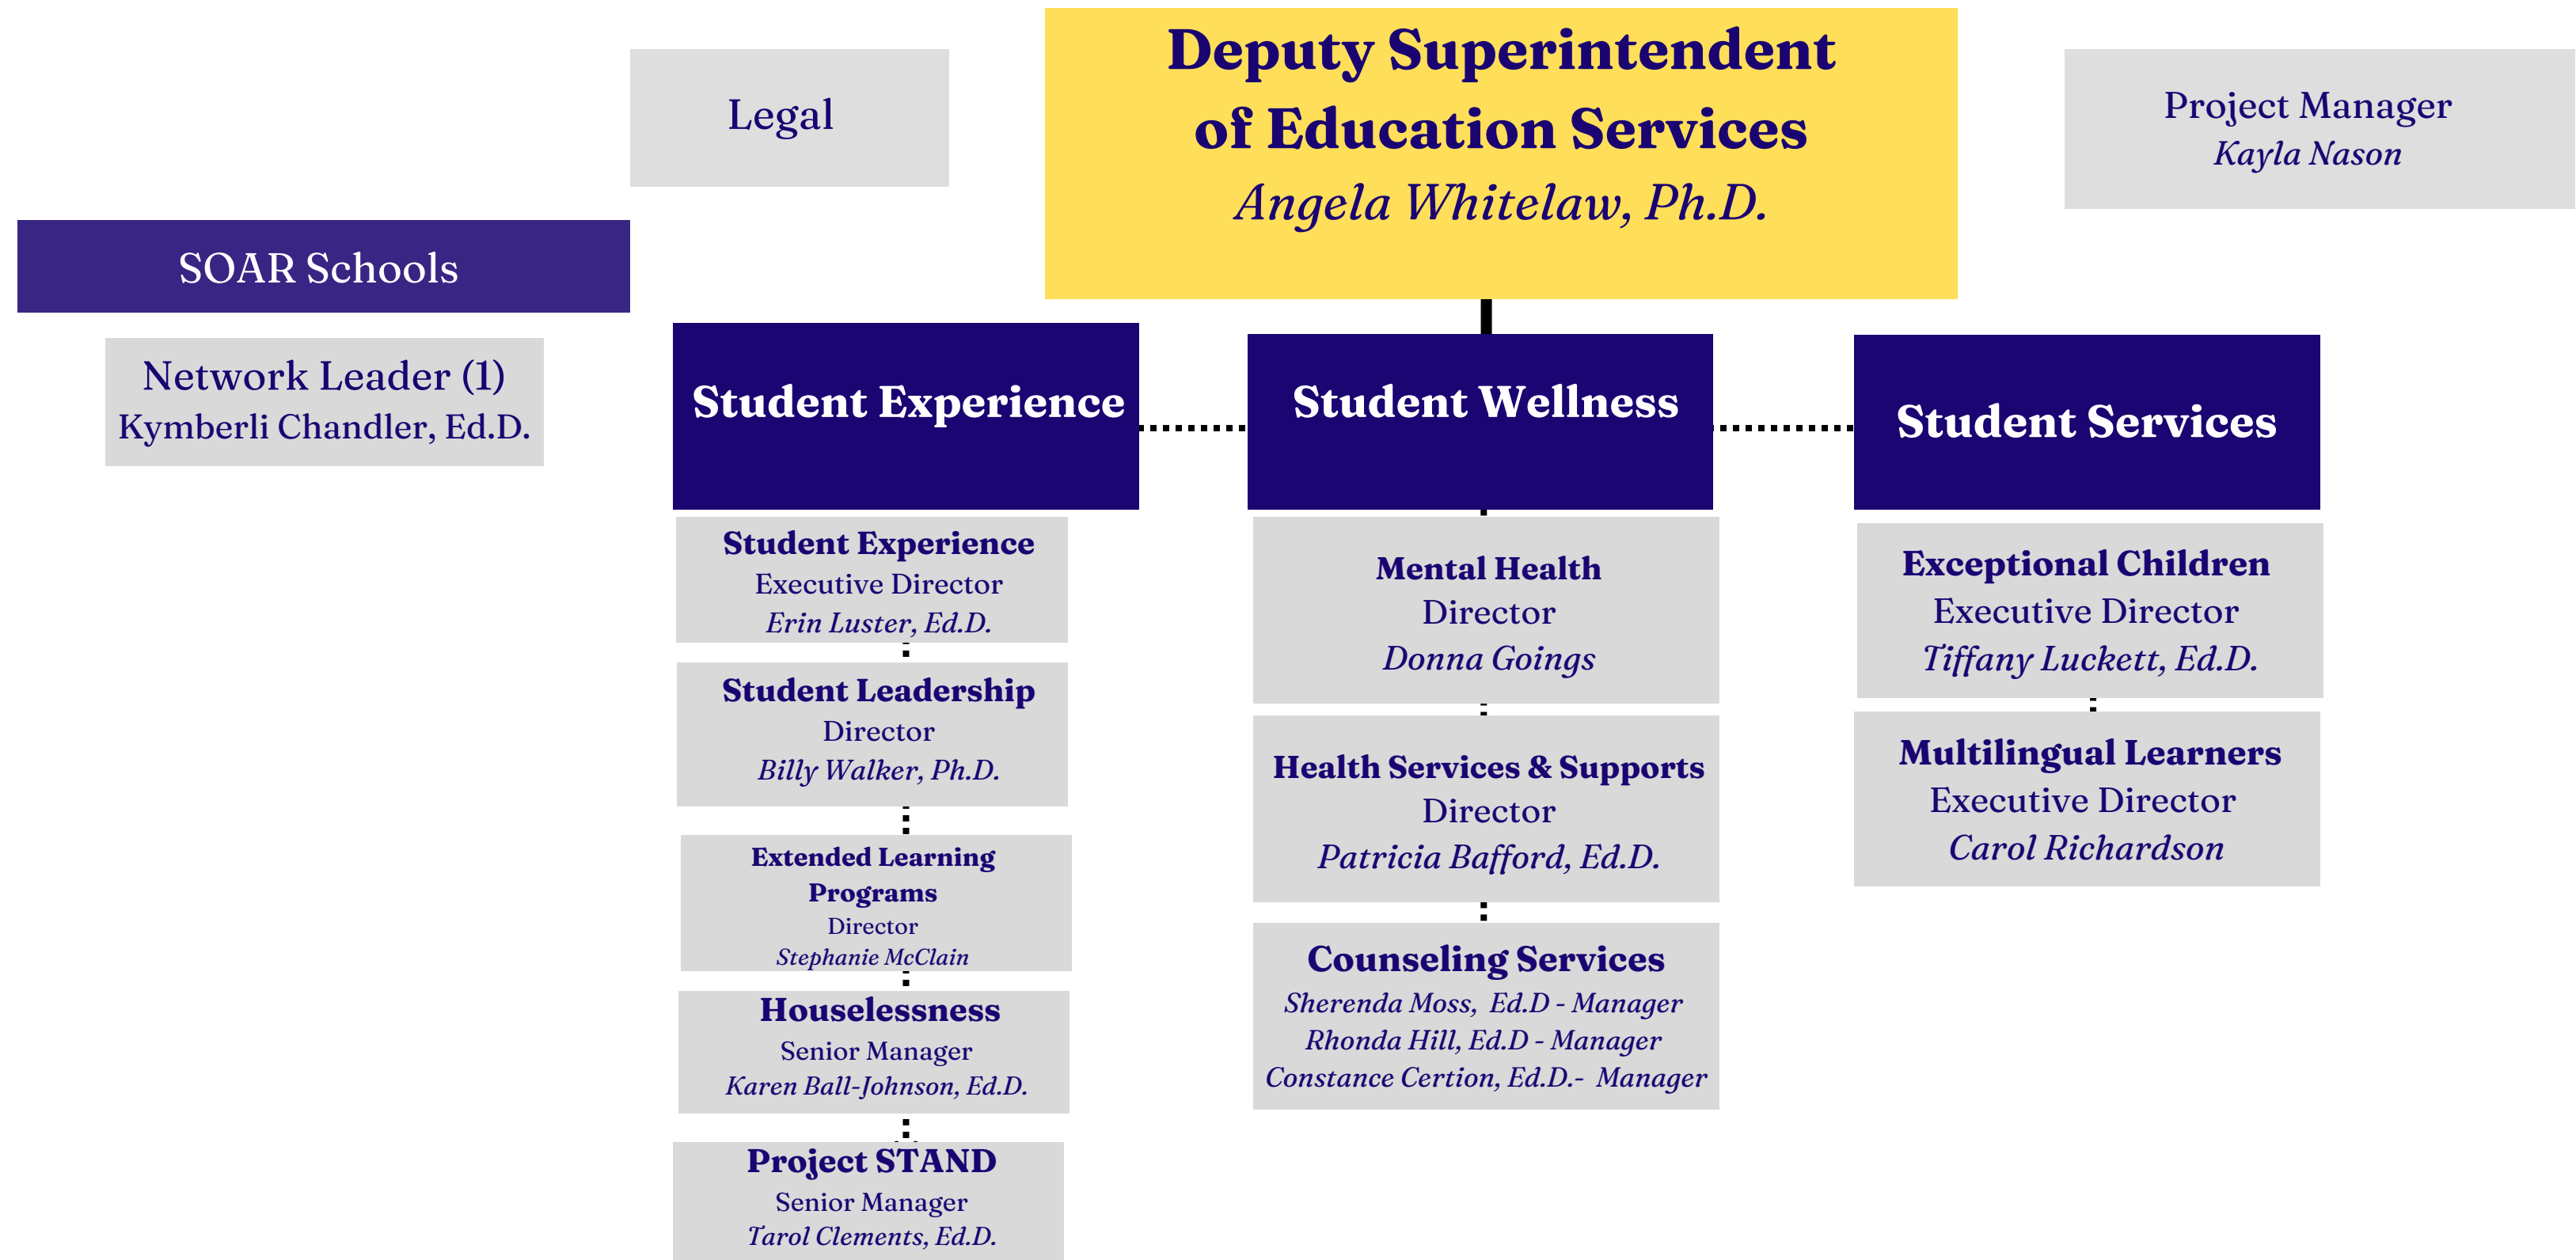 Deputy Superintendent
of Education Services
Angela Whitelaw, Ph.D.
Legal
Project Manager
Kayla Nason
SOAR Schools
Network Leader (1)
Kymberli Chandler, Ed.D.
Student Experience
Student Experience
Executive Director
Erin Luster, Ed.D.
Student Leadership
Director
Billy Walker, Ph.D.
Extended Learning
Programs
Director
Stephanie McClain
Houselessness
Senior Manager
Karen Ball-Johnson, Ed.D.
Project STAND
Senior Manager
Tarol Clements, Ed.D.
Student Wellness
Mental Health
Director
Donna Goings
Health Services & Supports
Director
Patricia Bafford, Ed.D.
Counseling Services
Sherenda Moss,  Ed.D - Manager
Rhonda Hill, Ed.D - Manager
Constance Certion, Ed.D.-  Manager
Student Services
Exceptional Children
Executive Director
Tiffany Luckett, Ed.D.
Multilingual Learners
Executive Director
Carol Richardson